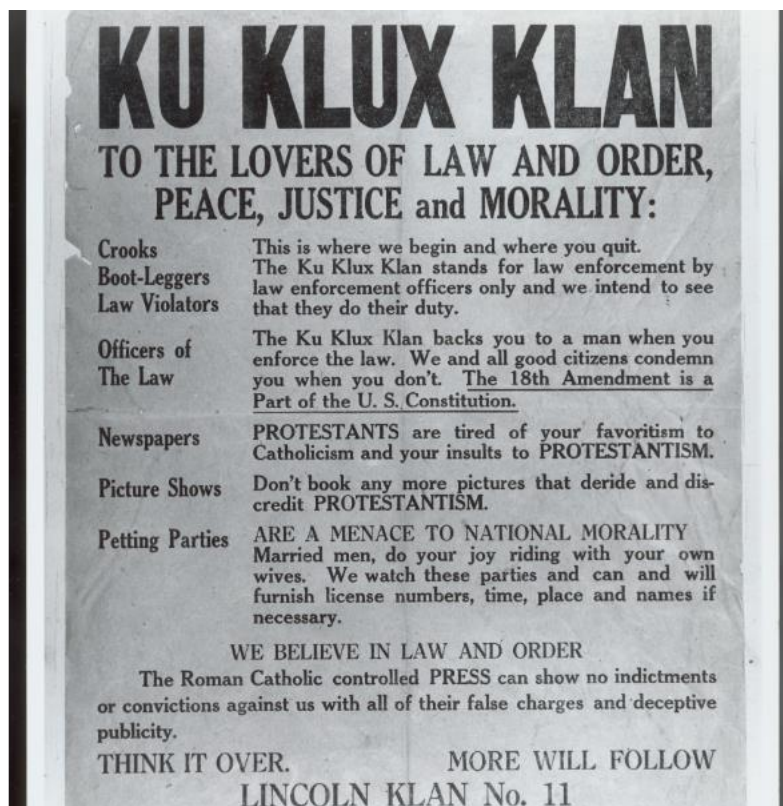 KU KLUX KLAN
TO THE LOVERS OF LAW AND ORDER,
PEACE, JUSTICE and MORALITY:
Crooks
Boot-Leggers
Law Violators
This is where we begin and where you quit.
The Ku Klux Klan stands for law enforcement by
law enforcement officers only and we intend to see
that they do their duty.
Officers of
The Law
The Ku Klux Klan backs you to a man when you
enforce the law. We and all good citizens condemn
you when you don't. The 18th Amendment is a
Part of the U. S. Constitution.
Newspapers
PROTESTANTS are tired of your favoritism to
Catholicism and your insults to PROTESTANTISM.
Picture Shows
Don't book any more pictures that deride and dis-
credit PROTESTANTISM.
Petting Parties
ARE A MENACE TO NATIONAL MORALITY
Married men, do your joy riding with your own
wives. We watch these parties and can and will
furnish license numbers, time, place and names if
necessary.
WE BELIEVE IN LAW AND ORDER
The Roman Catholic controlled PRESS can show no indictments
or convictions against us with all of their false charges and deceptive
publicity.
THINK IT OVER. MORE WILL FOLLOW
LINCOLN KLAN No. 11